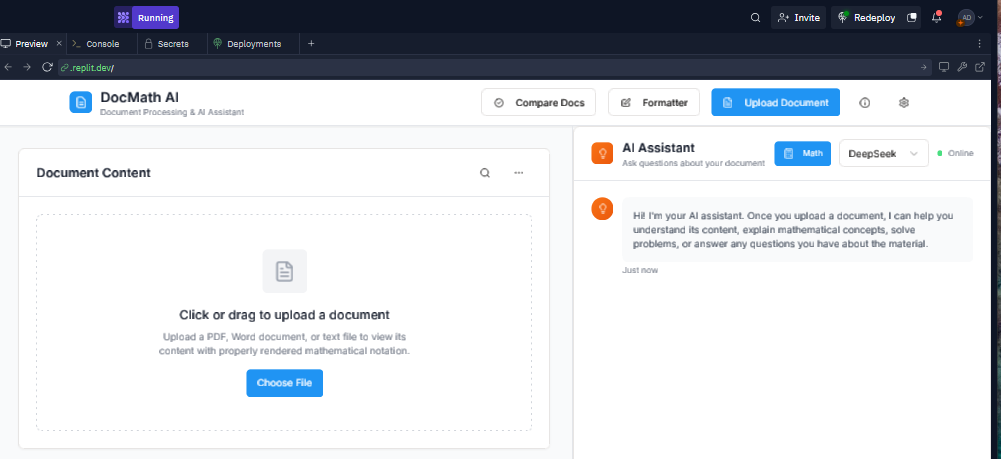 Running
Invite
Redeploy
AD
Preview
Console
Secrets
Deployments
.replit.dev/
DocMath AI
Document Processing & AI Assistant
Compare Docs
Formatter
Upload Document
Document Content
Click or drag to upload a document
Upload a PDF, Word document, or text file to view its
content with properly rendered mathematical notation.
Choose File
AI Assistant
Ask questions about your document
Math
DeepSeek
Online
Hi! I'm your AI assistant. Once you upload a document, I can help you
understand its content, explain mathematical concepts, solve
problems, or answer any questions you have about the material.
Just now